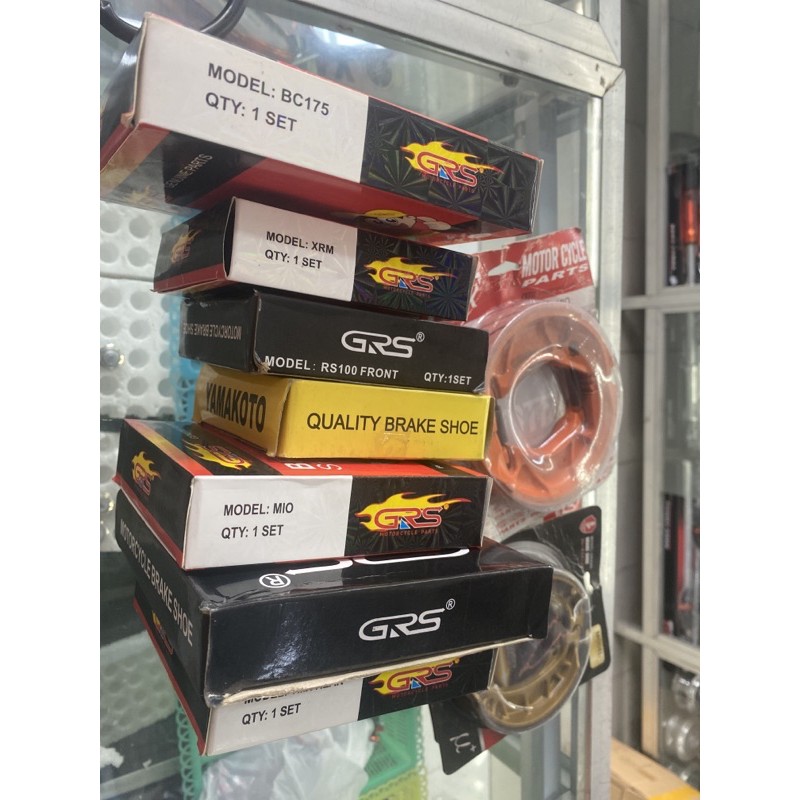 MODEL: BC175
QTY: 1 SET
GRS
MOTORCYCLE PARTS
MODEL: XRM
QTY: 1 SET
GRS
MOTOR CYCLE
PARTS
MOTORCYCLE BRAKE SHOE
GRS®
MODEL: RS100 FRONT QTY:1SET
YAMAKOTO
QUALITY BRAKE SHOE
MODEL: MIO
QTY: 1 SET
GRS
MOTORCYCLE PARTS
MOTORCYCLE BRAKE SHOE
®
GRS®
GRS
QTY: 1 SET